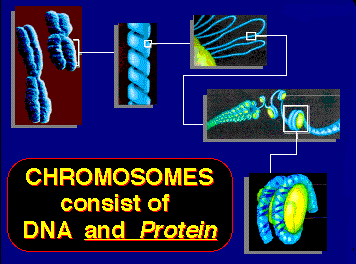 CHROMOSOMES
consist of
DNA and Protein